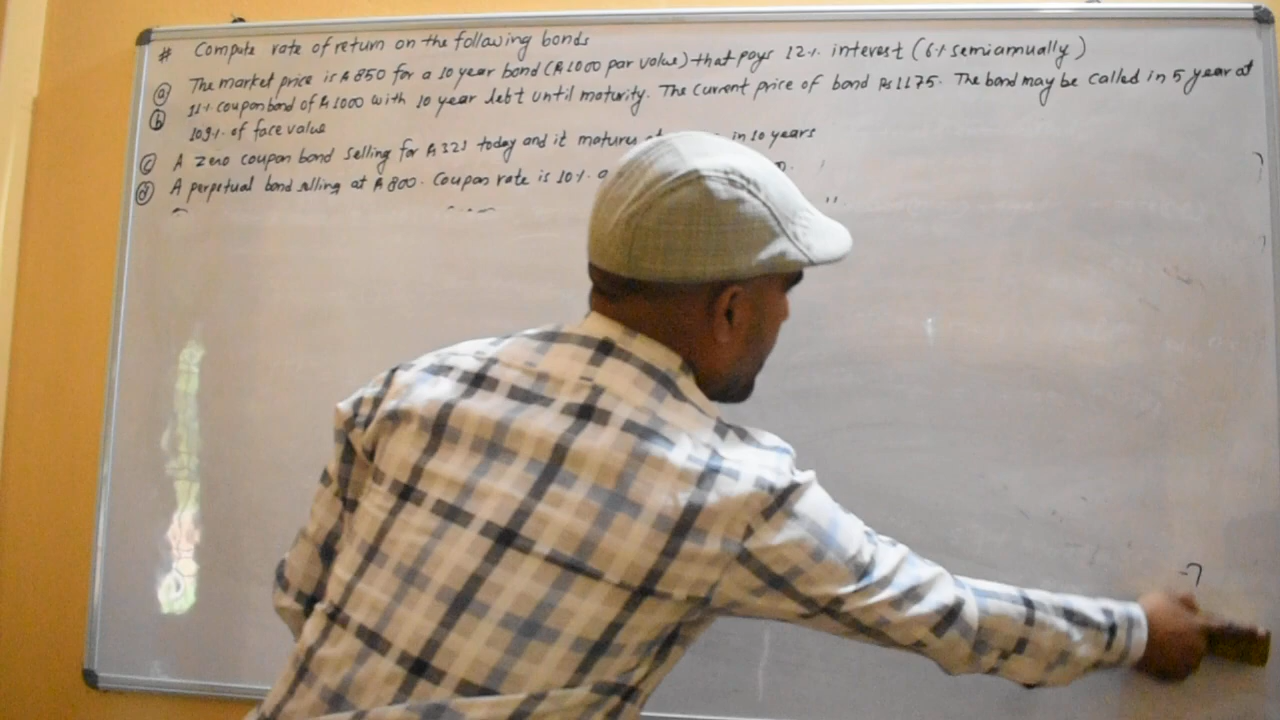 # Compute rate of return on the following bonds
ⓐ The market price is ₨ 850 for a 10 year bond (₨ 1000 par value) that pays 12% interest (6% semiannually)
ⓑ 11% coupon bond of ₨ 1000 with 10 year debt until maturity. The current price of bond Rs 1175. The bond may be called in 5 year at
109% of face value
ⓒ A zero coupon bond selling for ₨ 321 today and it matures in 10 years
ⓓ A perpetual bond selling at ₨ 800. Coupon rate is 10%